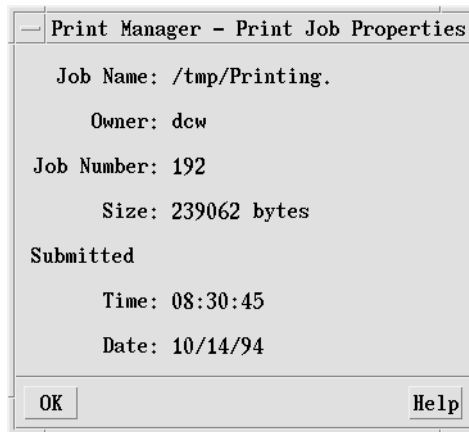 Print Manager - Print Job Properties
Job Name: /tmp/Printing.
Owner: dcw
Job Number: 192
Size: 239062 bytes
Submitted
Time: 08:30:45
Date: 10/14/94
OK Help